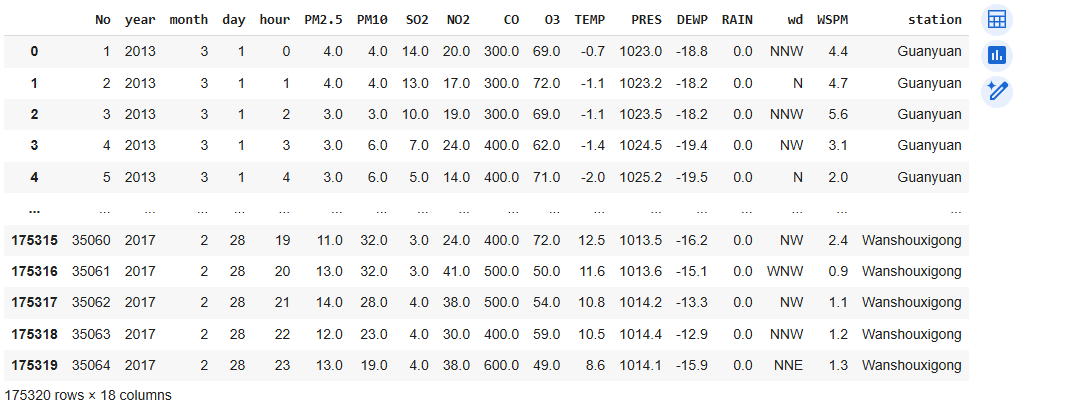 No year month day hour PM2.5 PM10 SO2 NO2 CO O3 TEMP PRES DEWP RAIN wd WSPM station
0 1 2013 3 1 0 4.0 4.0 14.0 20.0 300.0 69.0 -0.7 1023.0 -18.8 0.0 NNW 4.4 Guanyuan
1 2 2013 3 1 1 4.0 4.0 13.0 17.0 300.0 72.0 -1.1 1023.2 -18.2 0.0 N 4.7 Guanyuan
2 3 2013 3 1 2 3.0 3.0 10.0 19.0 300.0 69.0 -1.1 1023.5 -18.2 0.0 NNW 5.6 Guanyuan
3 4 2013 3 1 3 3.0 6.0 7.0 24.0 400.0 62.0 -1.4 1024.5 -19.4 0.0 NW 3.1 Guanyuan
4 5 2013 3 1 4 3.0 6.0 5.0 14.0 400.0 71.0 -2.0 1025.2 -19.5 0.0 N 2.0 Guanyuan
... ... ... ... ... ... ... ... ... ... ... ... ... ... ... ... ... ... ...
175315 35060 2017 2 28 19 11.0 32.0 3.0 24.0 400.0 72.0 12.5 1013.5 -16.2 0.0 NW 2.4 Wanshouxigong
175316 35061 2017 2 28 20 13.0 32.0 3.0 41.0 500.0 50.0 11.6 1013.6 -15.1 0.0 WNW 0.9 Wanshouxigong
175317 35062 2017 2 28 21 14.0 28.0 4.0 38.0 500.0 54.0 10.8 1014.2 -13.3 0.0 NW 1.1 Wanshouxigong
175318 35063 2017 2 28 22 12.0 23.0 4.0 30.0 400.0 59.0 10.5 1014.4 -12.9 0.0 NNW 1.2 Wanshouxigong
175319 35064 2017 2 28 23 13.0 19.0 4.0 38.0 600.0 49.0 8.6 1014.1 -15.9 0.0 NNE 1.3 Wanshouxigong
175320 rows × 18 columns